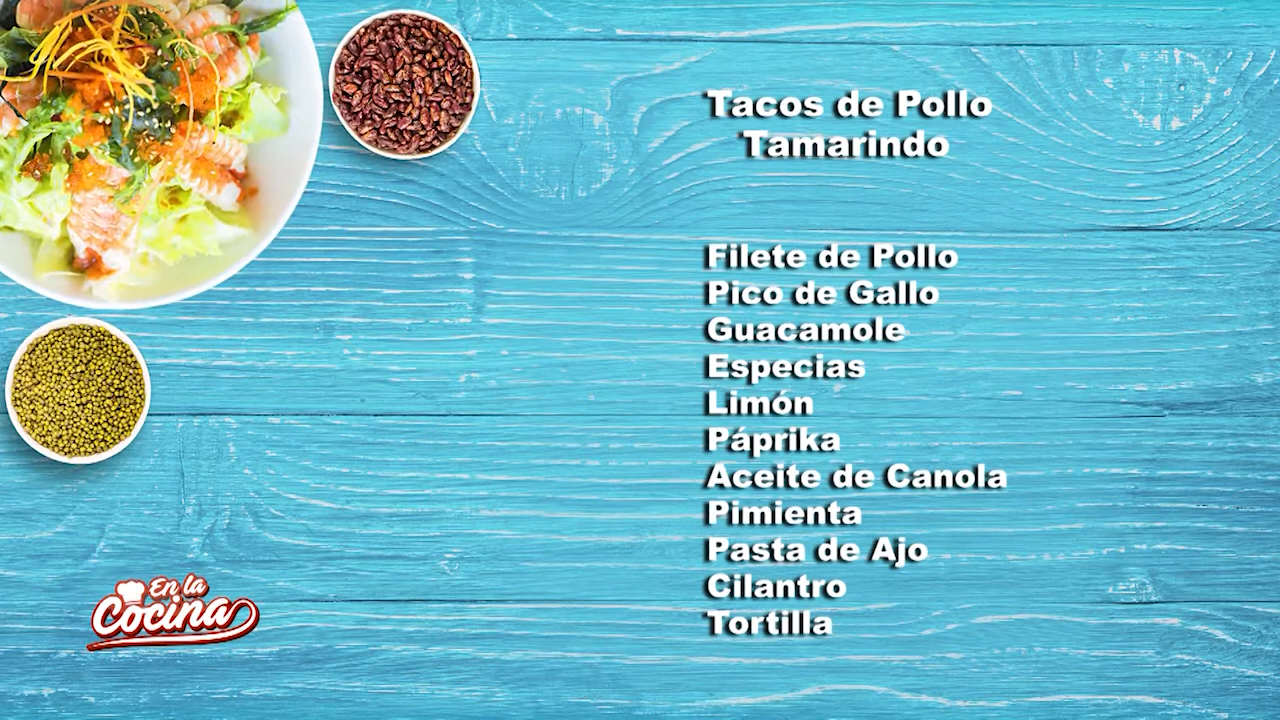 Tacos de Pollo
Tamarindo
Filete de Pollo
Pico de Gallo
Guacamole
Especias
Limón
Páprika
Aceite de Canola
Pimienta
Pasta de Ajo
Cilantro
Tortilla
En la
Cocina